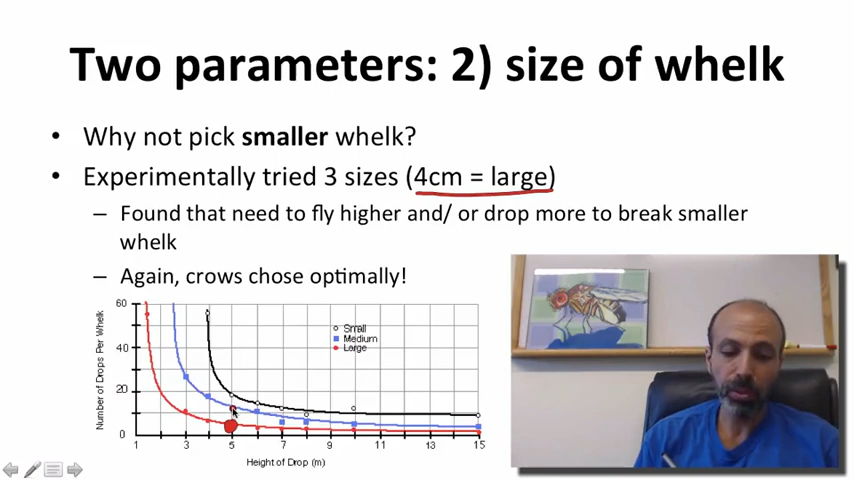 Two parameters: 2) size of whelk
• Why not pick smaller whelk?
• Experimentally tried 3 sizes (4cm = large)
– Found that need to fly higher and/ or drop more to break smaller
whelk
– Again, crows chose optimally!
Number of Drops Per Whelk
60
40
20
0
Small
Medium
Large
1 3 5 7 9 11 13 15
Height of Drop (m)